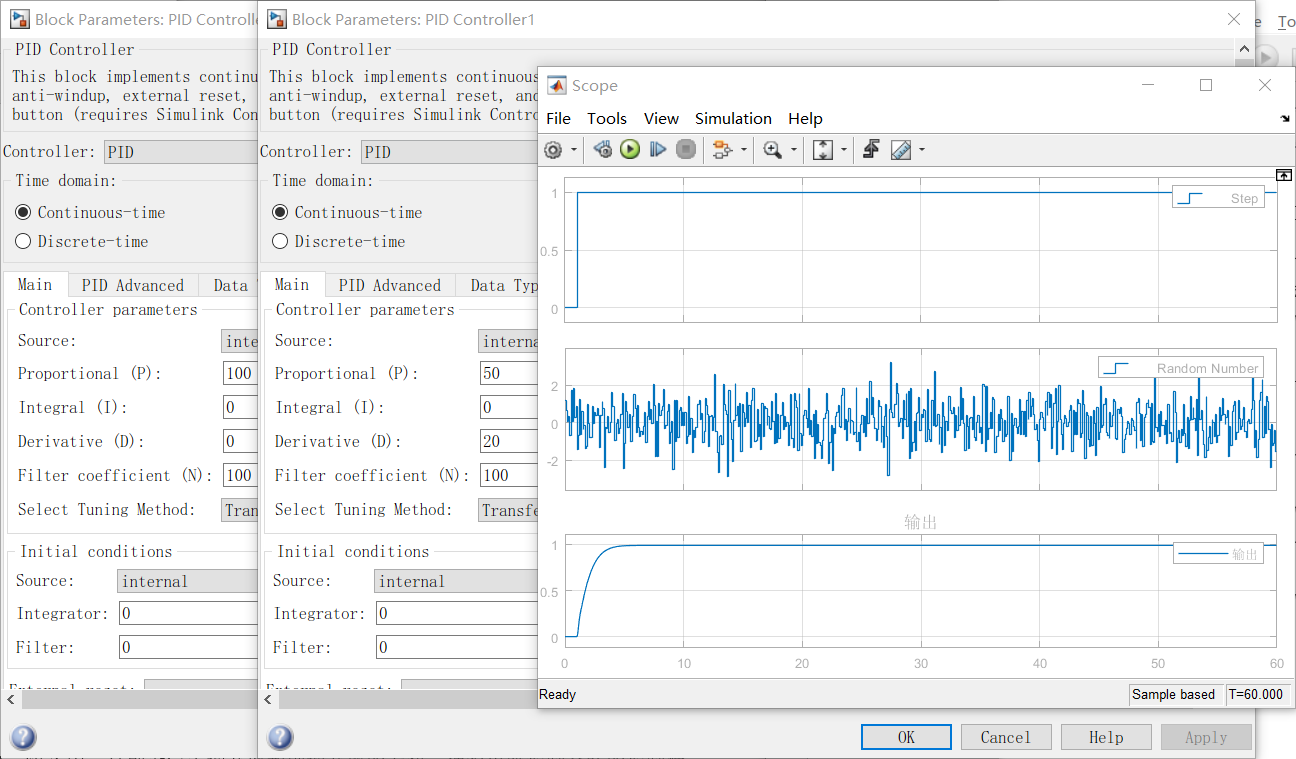 Block Parameters: PID Controlle
PID Controller
This block implements continu
anti-windup, external reset,
button (requires Simulink Con
Controller: PID
Time domain:
Continuous-time
Discrete-time
Main PID Advanced Data
Controller parameters
Source: inte
Proportional (P): 100
Integral (I): 0
Derivative (D): 0
Filter coefficient (N): 100
Select Tuning Method: Tran
Initial conditions
Source: internal
Integrator: 0
Filter: 0
Block Parameters: PID Controller1
PID Controller
This block implements continuous
anti-windup, external reset, and
button (requires Simulink Contro
Controller: PID
Time domain:
Continuous-time
Discrete-time
Main PID Advanced Data Typ
Controller parameters
Source: interna
Proportional (P): 50
Integral (I): 0
Derivative (D): 20
Filter coefficient (N): 100
Select Tuning Method: Transfe
Initial conditions
Source: internal
Integrator: 0
Filter: 0
OK Cancel Help Apply
Scope
File Tools View Simulation Help
1
0.5
0
Step
2
0
-2
Random Number
输出
1
0.5
0
输出
0 10 20 30 40 50 60
Ready Sample based T=60.000
e To